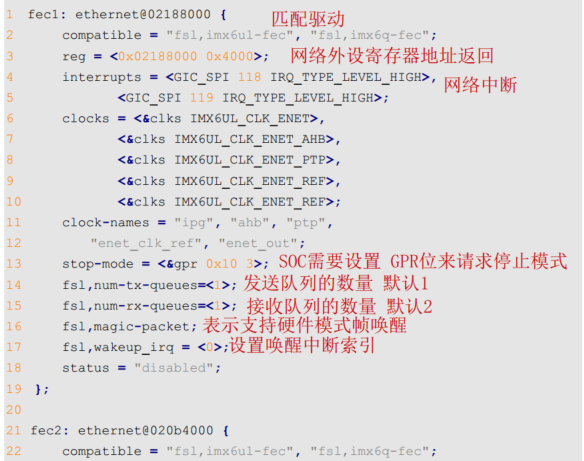 1 fec1: ethernet@02188000 { 匹配驱动
2 compatible = "fsl,imx6ul-fec", "fsl,imx6q-fec";
3 reg = <0x02188000 0x4000>; 网络外设寄存器地址返回
4 interrupts = <GIC_SPI 118 IRQ_TYPE_LEVEL_HIGH>, 网络中断
5 <GIC_SPI 119 IRQ_TYPE_LEVEL_HIGH>;
6 clocks = <&clks IMX6UL_CLK_ENET>,
7 <&clks IMX6UL_CLK_ENET_AHB>,
8 <&clks IMX6UL_CLK_PTP>,
9 <&clks IMX6UL_CLK_ENET_REF>,
10 <&clks IMX6UL_CLK_ENET_REF>;
11 clock-names = "ipg", "ahb", "ptp",
12 "enet_clk_ref", "enet_out";
13 stop-mode = <&gpr 0x10 3>; SOC需要设置 GPR位来请求停止模式
14 fsl,num-tx-queues=<1>; 发送队列的数量 默认1
15 fsl,num-rx-queues=<1>; 接收队列的数量 默认2
16 fsl,magic-packet; 表示支持硬件模式帧唤醒
17 fsl,wakeup_irq = <0>;设置唤醒中断索引
18 status = "disabled";
19 };
20
21 fec2: ethernet@020b4000 {
22 compatible = "fsl,imx6ul-fec", "fsl,imx6q-fec";